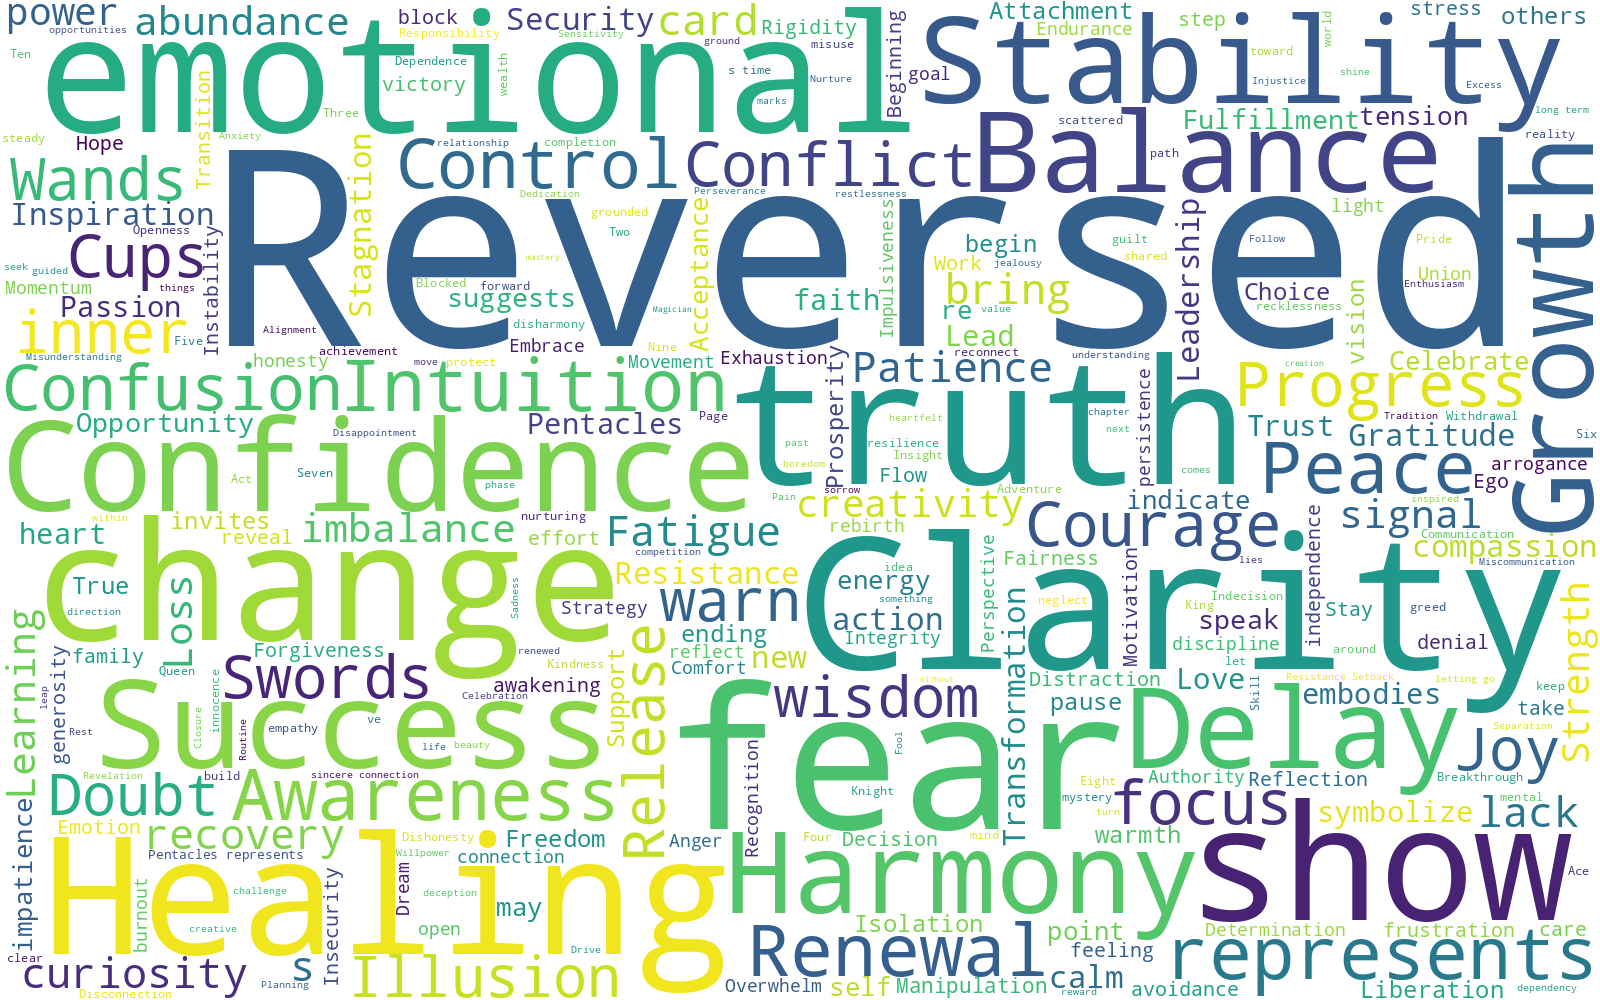 power
opportunities
abundance
block
Responsibility
Security
Sensitivity
card
ground
Rigidity
misuse
Attachment
Endurance
step
world
stress
others
Ten
emotional
Dependence
victory
wealth
s time
Nurture
marks
Beginning
goal
Stability
toward
Injustice
shine
Excess
long term
Three
steady
Hope
Transition
Anxiety
Stagnation
relationship
completion
Control
Conflict
scattered
Balance
Fulfillment
tension
path
reality
Growth
Wands
Reversed
Dedication
Perseverance
restlessness
Inspiration
Openness
Instability
grounded
Two
Acceptance
Impulsiveness
begin
guilt
shared
Leadership
Follow
light
Pride
Cups
seek
guided
things
mastery
Momentum
Passion
Blocked
forward
suggests
disharmony
faith
Work
jealousy
bring
re
value
Choice
recklessness
vision
Union
Enthusiasm
inner
Five
Alignment
Magician
Lead
Celebrate
Misunderstanding
honesty
achievement
move
protect
Embrace
Nine
Movement
Exhaustion
Prosperity
reconnect
Patience
understanding
creation
Confusion
Intuition
truth
persistence
Progress
Opportunity
Disappointment
Pentacles
Page
heartfelt
chapter
next
Trust
Tradition
Withdrawal
Gratitude
Six
Confidence
Act
Seven
phase
past
boredom
resilience
Insight
Flow
comes
Peace
arrogance
Ego
Pain
sorrow
Adventure
creativity
indicate
signal
inspired
heart
within
invites
reveal
imbalance
nurturing
effort
Fatigue
competition
rebirth
Courage
independence
Communication
compassion
Miscommunication
change
True
direction
Loss
Sadness
Strategy
Resistance
warn
idea
energy
something
action
Integrity
Perspective
Fairness
neglect
Motivation
lies
King
Indecision
speak
discipline
Stay
greed
denial
Strength
Clarity
Learning
family
generosity
Queen
Forgiveness
renewed
Kindness
Release
ending
reflect
Comfort
new
without
Transformation
Distraction
let
around
Love
Skill
Resistance Setback
letting go
keep
leap
innocence
Swords
awakening
Celebration
Support
wisdom
pause
embodies
take
Success
Rest
Closure
Routine
empathy
ve
life
beauty
fear
Fool
Delay
Separation
Joy
Revelation
build
sincere connection
Doubt
Awareness
Recognition
Knight
Eight
mystery
turn
Authority
Reflection
Breakthrough
mental
impatience
Emotion
recovery
Dishonesty
Freedom
Anger
Four
Decision
mind
warmth
focus
symbolize
lack
Pentacles represents
Willpower
connection
Healing
burnout
challenge
Insecurity
Dream
deception
Harmony
show
Ace
creative
may
open
Drive
Isolation
point
Determination
frustration
care
clear
curiosity
s
Renewal
feeling
represents
Disconnection
Planning
Illusion
Overwhelm
self
Manipulation
reward
calm
avoidance
Liberation
dependency